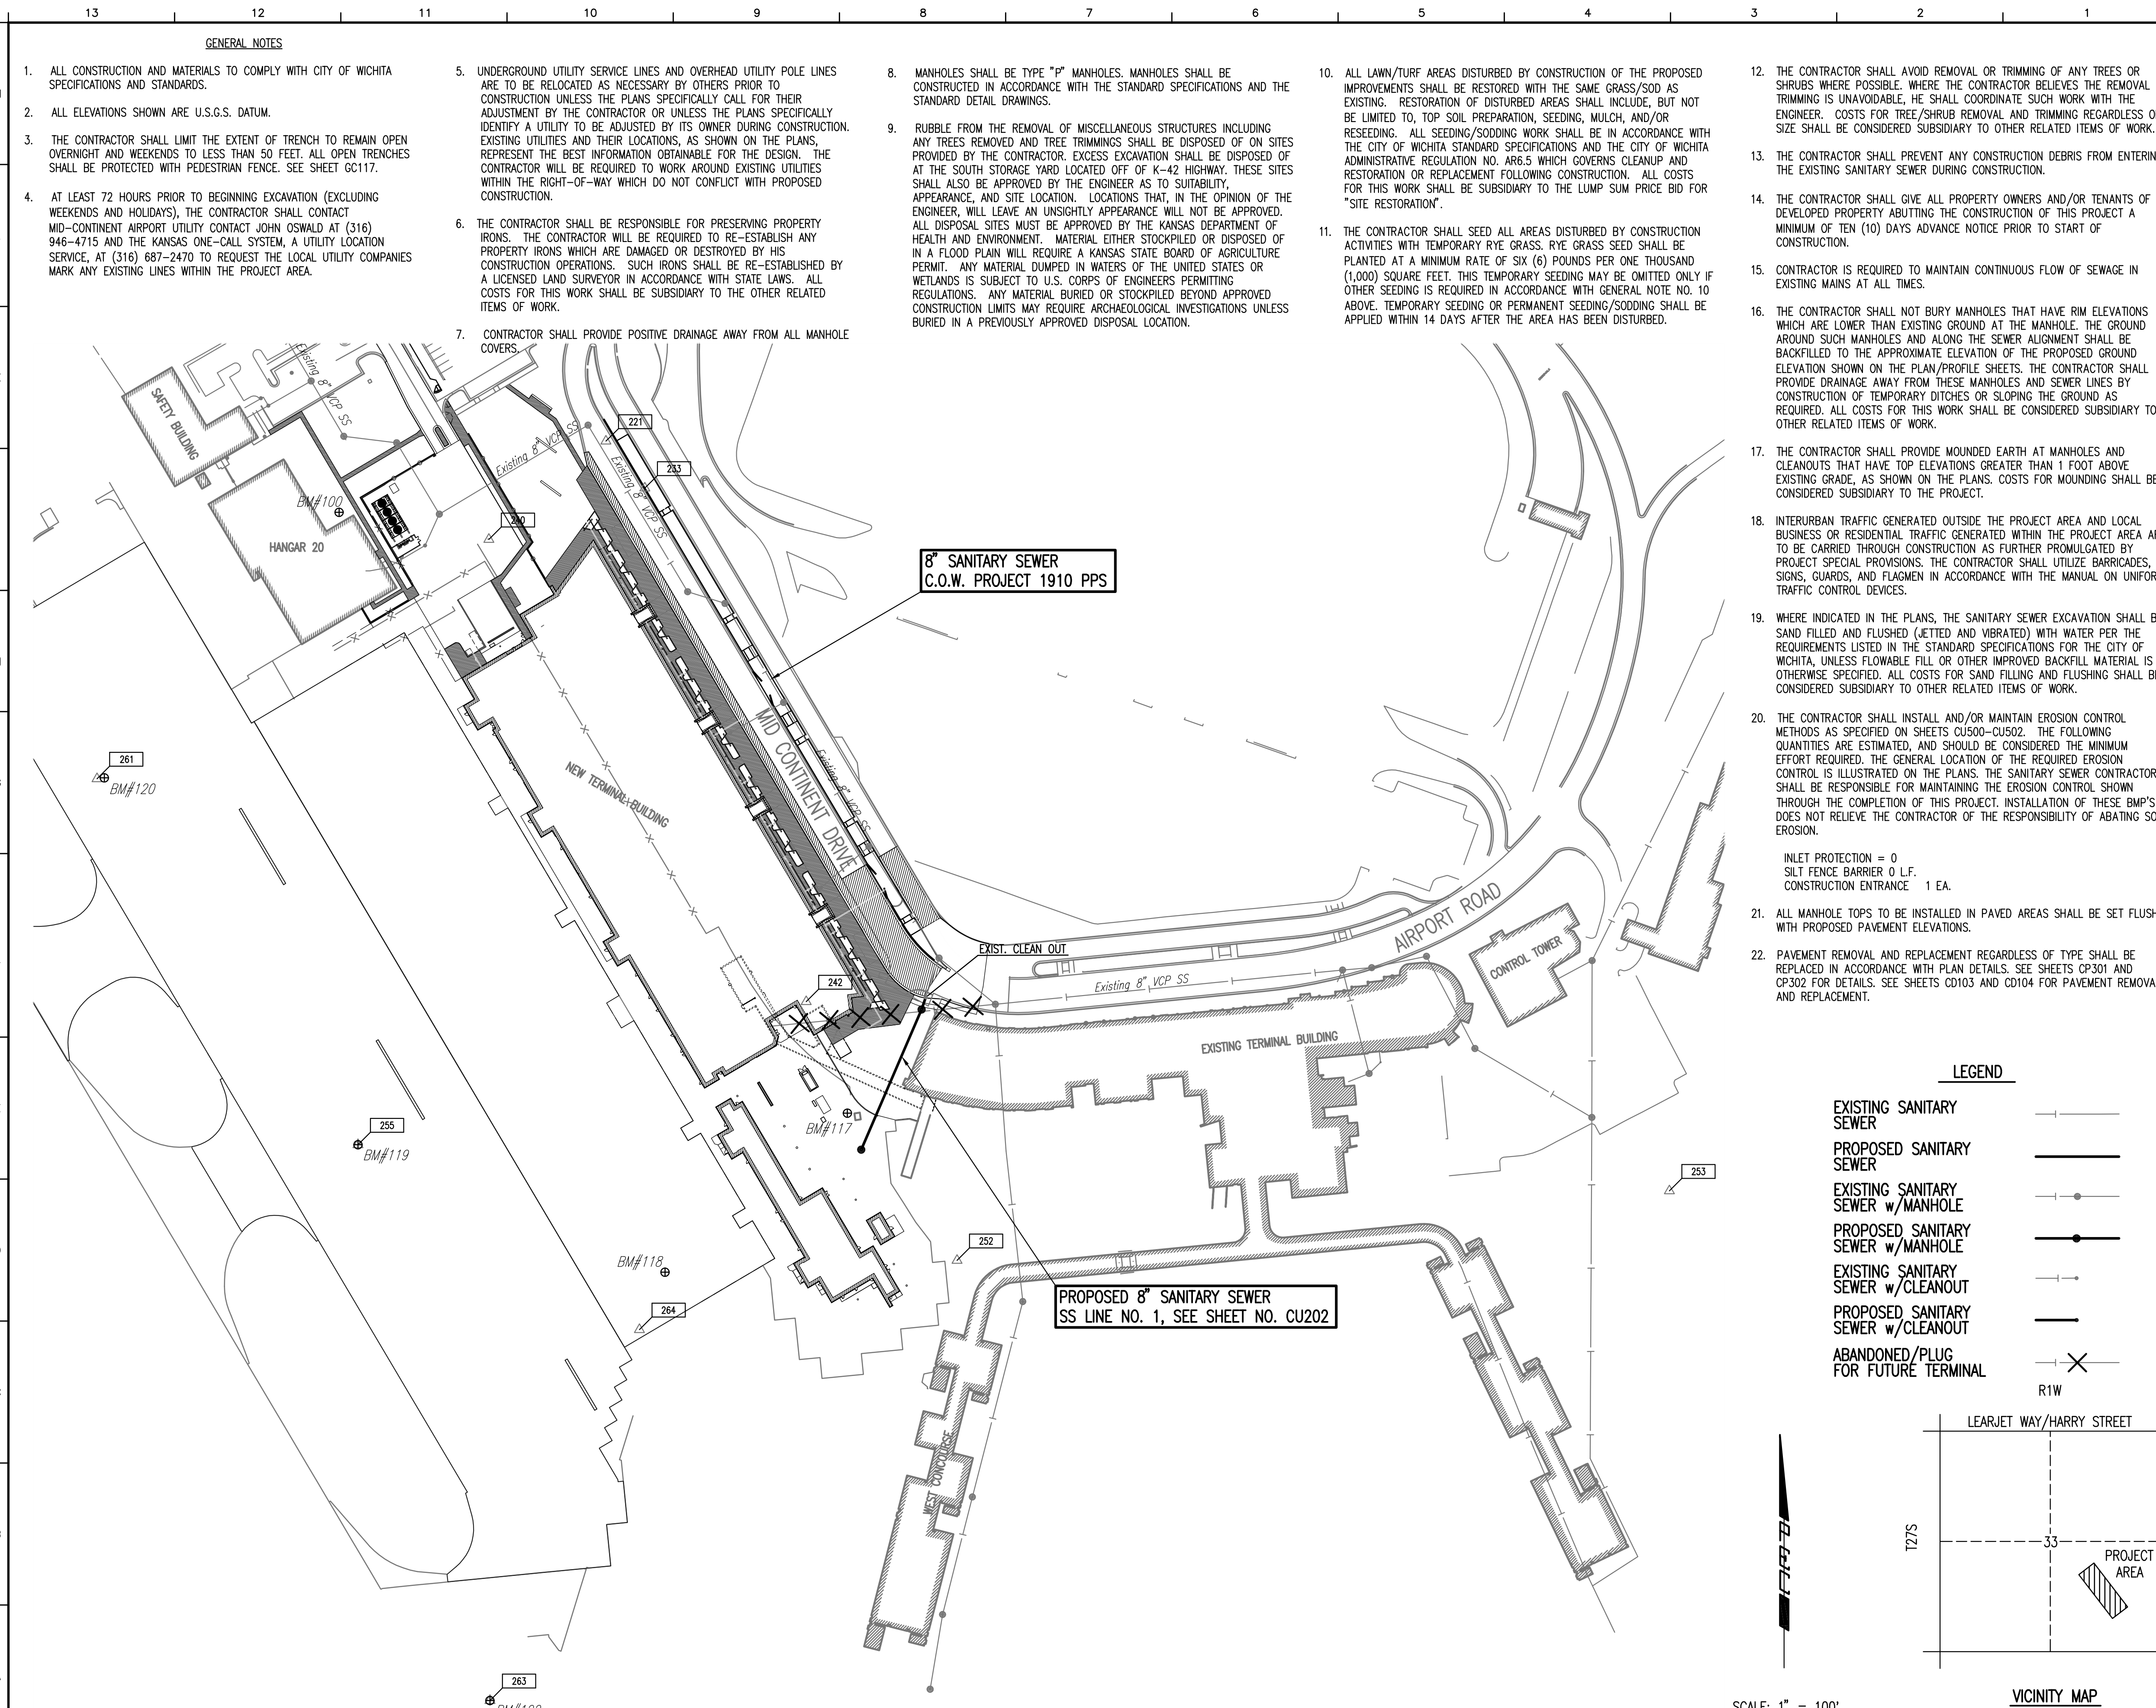 13 12 11 10 9 8 7 6 5 4 3 2 1
GENERAL NOTES
1. ALL CONSTRUCTION AND MATERIALS TO COMPLY WITH CITY OF WICHITA
SPECIFICATIONS AND STANDARDS.
2. ALL ELEVATIONS SHOWN ARE U.S.G.S. DATUM.
3. THE CONTRACTOR SHALL LIMIT THE EXTENT OF TRENCH TO REMAIN OPEN
OVERNIGHT AND WEEKENDS TO LESS THAN 50 FEET. ALL OPEN TRENCHES
SHALL BE PROTECTED WITH PEDESTRIAN FENCE. SEE SHEET GC117.
4. AT LEAST 72 HOURS PRIOR TO BEGINNING EXCAVATION (EXCLUDING
WEEKENDS AND HOLIDAYS), THE CONTRACTOR SHALL CONTACT
MID-CONTINENT AIRPORT UTILITY CONTACT JOHN OSWALD AT (316)
946-4715 AND THE KANSAS ONE-CALL SYSTEM, A UTILITY LOCATION
SERVICE, AT (316) 687-2470 TO REQUEST THE LOCAL UTILITY COMPANIES
MARK ANY EXISTING LINES WITHIN THE PROJECT AREA.
5. UNDERGROUND UTILITY SERVICE LINES AND OVERHEAD UTILITY POLE LINES
ARE TO BE RELOCATED AS NECESSARY BY OTHERS PRIOR TO
CONSTRUCTION UNLESS THE PLANS SPECIFICALLY CALL FOR THEIR
ADJUSTMENT BY THE CONTRACTOR OR UNLESS THE PLANS SPECIFICALLY
IDENTIFY A UTILITY TO BE ADJUSTED BY ITS OWNER DURING CONSTRUCTION.
EXISTING UTILITIES AND THEIR LOCATIONS, AS SHOWN ON THE PLANS,
REPRESENT THE BEST INFORMATION OBTAINABLE FOR THE DESIGN. THE
CONTRACTOR WILL BE REQUIRED TO WORK AROUND EXISTING UTILITIES
WITHIN THE RIGHT-OF-WAY WHICH DO NOT CONFLICT WITH PROPOSED
CONSTRUCTION.
6. THE CONTRACTOR SHALL BE RESPONSIBLE FOR PRESERVING PROPERTY
IRONS. THE CONTRACTOR WILL BE REQUIRED TO RE-ESTABLISH ANY
PROPERTY IRONS WHICH ARE DAMAGED OR DESTROYED BY HIS
CONSTRUCTION OPERATIONS. SUCH IRONS SHALL BE RE-ESTABLISHED BY
A LICENSED LAND SURVEYOR IN ACCORDANCE WITH STATE LAWS. ALL
COSTS FOR THIS WORK SHALL BE SUBSIDIARY TO THE OTHER RELATED
ITEMS OF WORK.
7. CONTRACTOR SHALL PROVIDE POSITIVE DRAINAGE AWAY FROM ALL MANHOLE
COVERS.
8. MANHOLES SHALL BE TYPE "P" MANHOLES. MANHOLES SHALL BE
CONSTRUCTED IN ACCORDANCE WITH THE STANDARD SPECIFICATIONS AND THE
STANDARD DETAIL DRAWINGS.
9. RUBBLE FROM THE REMOVAL OF MISCELLANEOUS STRUCTURES INCLUDING
ANY TREES REMOVED AND TREE TRIMMINGS SHALL BE DISPOSED OF ON SITES
PROVIDED BY THE CONTRACTOR. EXCESS EXCAVATION SHALL BE DISPOSED OF
AT THE SOUTH STORAGE YARD LOCATED OFF OF K-42 HIGHWAY. THESE SITES
SHALL ALSO BE APPROVED BY THE ENGINEER AS TO SUITABILITY,
APPEARANCE, AND SITE LOCATION. LOCATIONS THAT, IN THE OPINION OF THE
ENGINEER, WILL LEAVE AN UNSIGHTLY APPEARANCE WILL NOT BE APPROVED.
ALL DISPOSAL SITES MUST BE APPROVED BY THE KANSAS DEPARTMENT OF
HEALTH AND ENVIRONMENT. MATERIAL EITHER STOCKPILED OR DISPOSED OF
IN A FLOOD PLAIN WILL REQUIRE A KANSAS STATE BOARD OF AGRICULTURE
PERMIT. ANY MATERIAL DUMPED IN WATERS OF THE UNITED STATES OR
WETLANDS IS SUBJECT TO U.S. CORPS OF ENGINEERS PERMITTING
REGULATIONS. ANY MATERIAL BURIED OR STOCKPILED BEYOND APPROVED
CONSTRUCTION LIMITS MAY REQUIRE ARCHAEOLOGICAL INVESTIGATIONS UNLESS
BURIED IN A PREVIOUSLY APPROVED DISPOSAL LOCATION.
10. ALL LAWN/TURF AREAS DISTURBED BY CONSTRUCTION OF THE PROPOSED
IMPROVEMENTS SHALL BE RESTORED WITH THE SAME GRASS/SOD AS
EXISTING. RESTORATION OF DISTURBED AREAS SHALL INCLUDE, BUT NOT
BE LIMITED TO, TOP SOIL PREPARATION, SEEDING, MULCH, AND/OR
RESEEDING. ALL SEEDING/SODDING WORK SHALL BE IN ACCORDANCE WITH
THE CITY OF WICHITA STANDARD SPECIFICATIONS AND THE CITY OF WICHITA
ADMINISTRATIVE REGULATION NO. AR6.5 WHICH GOVERNS CLEANUP AND
RESTORATION OR REPLACEMENT FOLLOWING CONSTRUCTION. ALL COSTS
FOR THIS WORK SHALL BE SUBSIDIARY TO THE LUMP SUM PRICE BID FOR
"SITE RESTORATION".
11. THE CONTRACTOR SHALL SEED ALL AREAS DISTURBED BY CONSTRUCTION
ACTIVITIES WITH TEMPORARY RYE GRASS. RYE GRASS SEED SHALL BE
PLANTED AT A MINIMUM RATE OF SIX (6) POUNDS PER ONE THOUSAND
(1,000) SQUARE FEET. THIS TEMPORARY SEEDING MAY BE OMITTED ONLY IF
OTHER SEEDING IS REQUIRED IN ACCORDANCE WITH GENERAL NOTE NO. 10
ABOVE. TEMPORARY SEEDING OR PERMANENT SEEDING/SODDING SHALL BE
APPLIED WITHIN 14 DAYS AFTER THE AREA HAS BEEN DISTURBED.
12. THE CONTRACTOR SHALL AVOID REMOVAL OR TRIMMING OF ANY TREES OR
SHRUBS WHERE POSSIBLE. WHERE THE CONTRACTOR BELIEVES THE REMOVAL
TRIMMING IS UNAVOIDABLE, HE SHALL COORDINATE SUCH WORK WITH THE
ENGINEER. COSTS FOR TREE/SHRUB REMOVAL AND TRIMMING REGARDLESS O
SIZE SHALL BE CONSIDERED SUBSIDIARY TO OTHER RELATED ITEMS OF WORK.
13. THE CONTRACTOR SHALL PREVENT ANY CONSTRUCTION DEBRIS FROM ENTERIN
THE EXISTING SANITARY SEWER DURING CONSTRUCTION.
14. THE CONTRACTOR SHALL GIVE ALL PROPERTY OWNERS AND/OR TENANTS OF
DEVELOPED PROPERTY ABUTTING THE CONSTRUCTION OF THIS PROJECT A
MINIMUM OF TEN (10) DAYS ADVANCE NOTICE PRIOR TO START OF
CONSTRUCTION.
15. CONTRACTOR IS REQUIRED TO MAINTAIN CONTINUOUS FLOW OF SEWAGE IN
EXISTING MAINS AT ALL TIMES.
16. THE CONTRACTOR SHALL NOT BURY MANHOLES THAT HAVE RIM ELEVATIONS
WHICH ARE LOWER THAN EXISTING GROUND AT THE MANHOLE. THE GROUND
AROUND SUCH MANHOLES AND ALONG THE SEWER ALIGNMENT SHALL BE
BACKFILLED TO THE APPROXIMATE ELEVATION OF THE PROPOSED GROUND
ELEVATION SHOWN ON THE PLAN/PROFILE SHEETS. THE CONTRACTOR SHALL
PROVIDE DRAINAGE AWAY FROM THESE MANHOLES AND SEWER LINES BY
CONSTRUCTION OF TEMPORARY DITCHES OR SLOPING THE GROUND AS
REQUIRED. ALL COSTS FOR THIS WORK SHALL BE CONSIDERED SUBSIDIARY TO
OTHER RELATED ITEMS OF WORK.
17. THE CONTRACTOR SHALL PROVIDE MOUNDED EARTH AT MANHOLES AND
CLEANOUTS THAT HAVE TOP ELEVATIONS GREATER THAN 1 FOOT ABOVE
EXISTING GRADE, AS SHOWN ON THE PLANS. COSTS FOR MOUNDING SHALL BE
CONSIDERED SUBSIDIARY TO THE PROJECT.
18. INTERURBAN TRAFFIC GENERATED OUTSIDE THE PROJECT AREA AND LOCAL
BUSINESS OR RESIDENTIAL TRAFFIC GENERATED WITHIN THE PROJECT AREA A
TO BE CARRIED THROUGH CONSTRUCTION AS FURTHER PROMULGATED BY
PROJECT SPECIAL PROVISIONS. THE CONTRACTOR SHALL UTILIZE BARRICADES,
SIGNS, GUARDS, AND FLAGMEN IN ACCORDANCE WITH THE MANUAL ON UNIFOR
TRAFFIC CONTROL DEVICES.
19. WHERE INDICATED IN THE PLANS, THE SANITARY SEWER EXCAVATION SHALL B
SAND FILLED AND FLUSHED (JETTED AND VIBRATED) WITH WATER PER THE
REQUIREMENTS LISTED IN THE STANDARD SPECIFICATIONS FOR THE CITY OF
WICHITA, UNLESS FLOWABLE FILL OR OTHER IMPROVED BACKFILL MATERIAL IS
OTHERWISE SPECIFIED. ALL COSTS FOR SAND FILLING AND FLUSHING SHALL B
CONSIDERED SUBSIDIARY TO OTHER RELATED ITEMS OF WORK.
20. THE CONTRACTOR SHALL INSTALL AND/OR MAINTAIN EROSION CONTROL
METHODS AS SPECIFIED ON SHEETS CU500-CU502. THE FOLLOWING
QUANTITIES ARE ESTIMATED, AND SHOULD BE CONSIDERED THE MINIMUM
EFFORT REQUIRED. THE GENERAL LOCATION OF THE REQUIRED EROSION
CONTROL IS ILLUSTRATED ON THE PLANS. THE SANITARY SEWER CONTRACTOR
SHALL BE RESPONSIBLE FOR MAINTAINING THE EROSION CONTROL SHOWN
THROUGH THE COMPLETION OF THIS PROJECT. INSTALLATION OF THESE BMP'S
DOES NOT RELIEVE THE CONTRACTOR OF THE RESPONSIBILITY OF ABATING SO
EROSION.
INLET PROTECTION = 0
SILT FENCE BARRIER 0 L.F.
CONSTRUCTION ENTRANCE 1 EA.
21. ALL MANHOLE TOPS TO BE INSTALLED IN PAVED AREAS SHALL BE SET FLUSH
WITH PROPOSED PAVEMENT ELEVATIONS.
22. PAVEMENT REMOVAL AND REPLACEMENT REGARDLESS OF TYPE SHALL BE
REPLACED IN ACCORDANCE WITH PLAN DETAILS. SEE SHEETS CP301 AND
CP302 FOR DETAILS. SEE SHEETS CD103 AND CD104 FOR PAVEMENT REMOVA
AND REPLACEMENT.
SAFETY BUILDING
Existing 8" VCP SS
Existing 8" VCP SS
221
Existing 8" VCP SS
233
BM#100
240
HANGAR 20
8" SANITARY SEWER
C.O.W. PROJECT 1910 PPS
MID CONTINENT DRIVE
Existing 8" VCP SS
NEW TERMINAL BUILDING
261
BM#120
EXIST. CLEAN OUT
242
AIRPORT ROAD
CONTROL TOWER
Existing 8" VCP SS
EXISTING TERMINAL BUILDING
255
BM#119
BM#117
253
252
BM#118
264
PROPOSED 8" SANITARY SEWER
SS LINE NO. 1, SEE SHEET NO. CU202
WEST CONCOURSE
263
LEGEND
EXISTING SANITARY
SEWER
PROPOSED SANITARY
SEWER
EXISTING SANITARY
SEWER w/MANHOLE
PROPOSED SANITARY
SEWER w/MANHOLE
EXISTING SANITARY
SEWER w/CLEANOUT
PROPOSED SANITARY
SEWER w/CLEANOUT
ABANDONED/PLUG
FOR FUTURE TERMINAL
R1W
LEARJET WAY/HARRY STREET
T27S
33
PROJECT
AREA
VICINITY MAP
SCALE: 1" = 100'